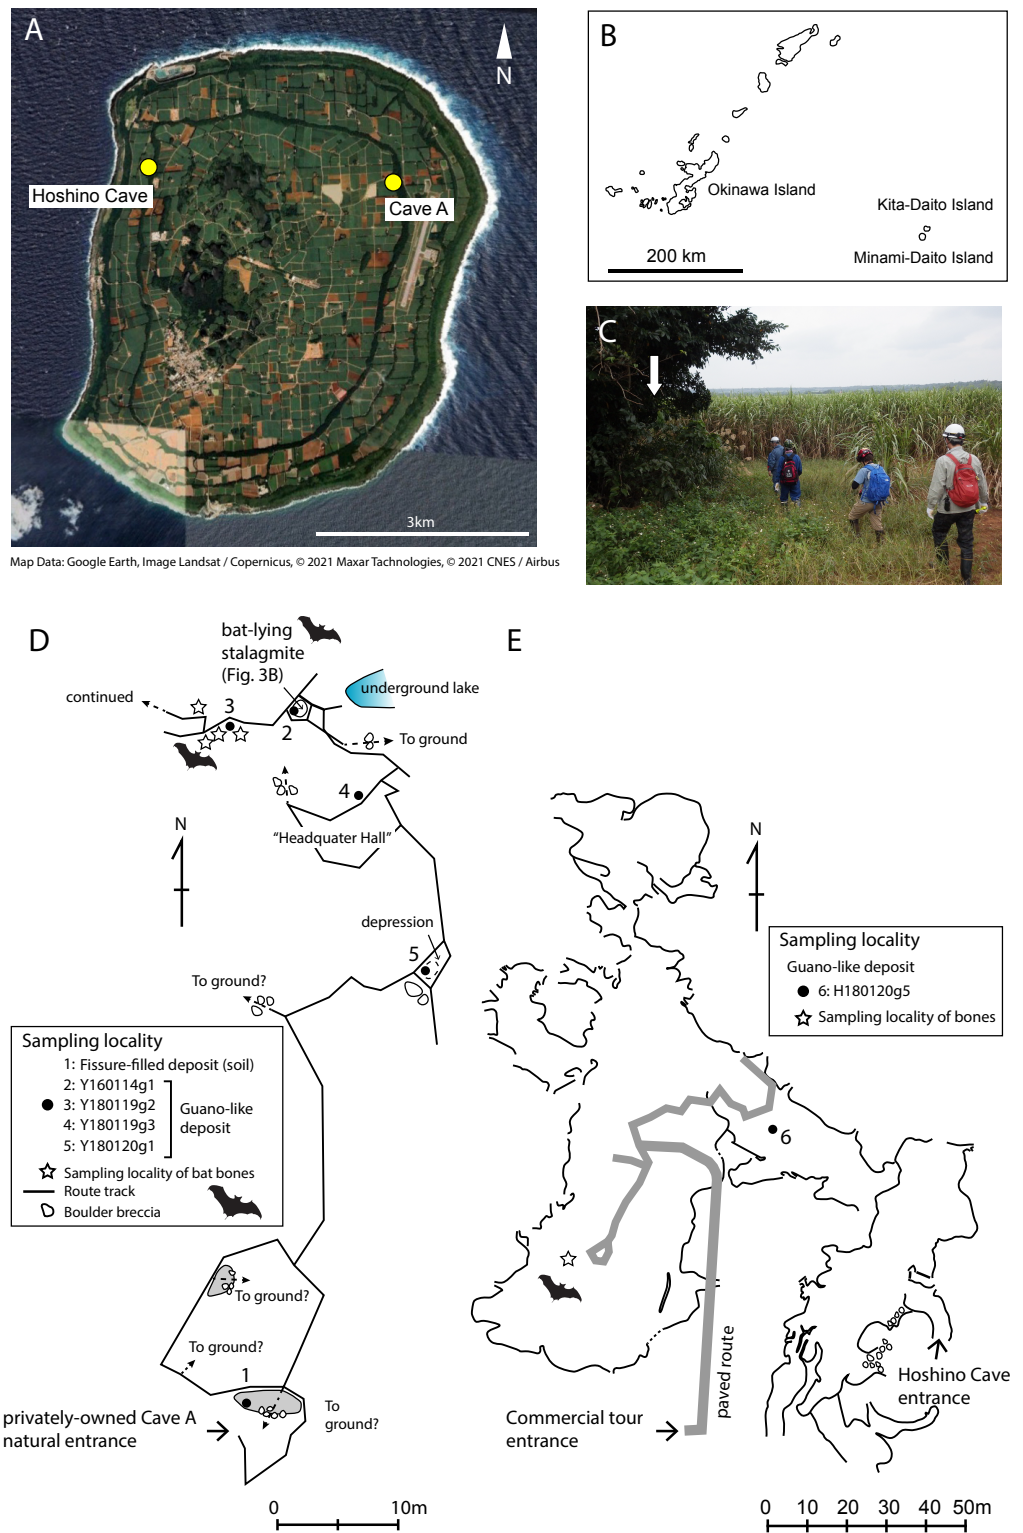 A
N
Hoshino Cave
Cave A
3km
Map Data: Google Earth, Image Landsat / Copernicus, © 2021 Maxar Tachnologies, © 2021 CNES / Airbus
B
Okinawa Island
Kita-Daito Island
Minami-Daito Island
200 km
C
D
bat-lying
stalagmite
(Fig. 3B)
underground lake
continued
3
2
To ground
4
"Headquater Hall"
N
depression
5
To ground?
Sampling locality
1: Fissure-filled deposit (soil)
2: Y160114g1
3: Y180119g2
4: Y180119g3
5: Y180120g1
Guano-like
deposit
Sampling locality of bat bones
Route track
Boulder breccia
To ground?
To ground?
1
To
ground?
privately-owned Cave A
natural entrance
0 10m
E
N
Sampling locality
Guano-like deposit
6: H180120g5
Sampling locality of bones
6
paved route
Commercial tour
entrance
Hoshino Cave
entrance
0 10 20 30 40 50m